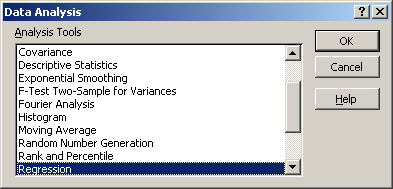 Data Analysis
Analysis Tools
Covariance
Descriptive Statistics
Exponential Smoothing
F-Test Two-Sample for Variances
Fourier Analysis
Histogram
Moving Average
Random Number Generation
Rank and Percentile
Regression
OK
Cancel
Help